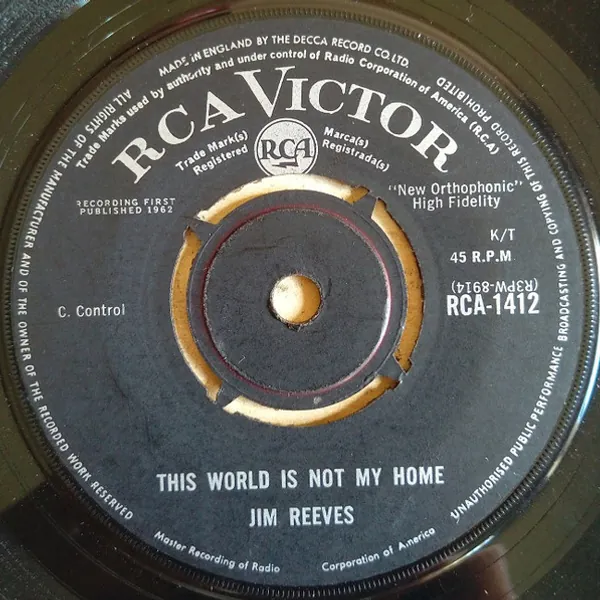 MADE IN ENGLAND BY THE DECCA RECORD CO. LTD.
Trade Marks used by authority and under control of Radio Corporation of America (R.C.A)
ALL RIGHTS OF THE MANUFACTURER AND OF THE OWNER OF THE RECORDED WORK RESERVED
UNAUTHORISED PUBLIC PERFORMANCE BROADCASTING AND COPYING OF THIS RECORD PROHIBITED
RCA VICTOR
Trade Mark(s)
Registered
RCA
Marca(s)
Registrada(s)
RECORDING FIRST
PUBLISHED 1962
"New Orthophonic"
High Fidelity
K/T
45 R.P.M
(R3PW-8914)
RCA-1412
C. Control
THIS WORLD IS NOT MY HOME
JIM REEVES
Master Recording of Radio Corporation of America